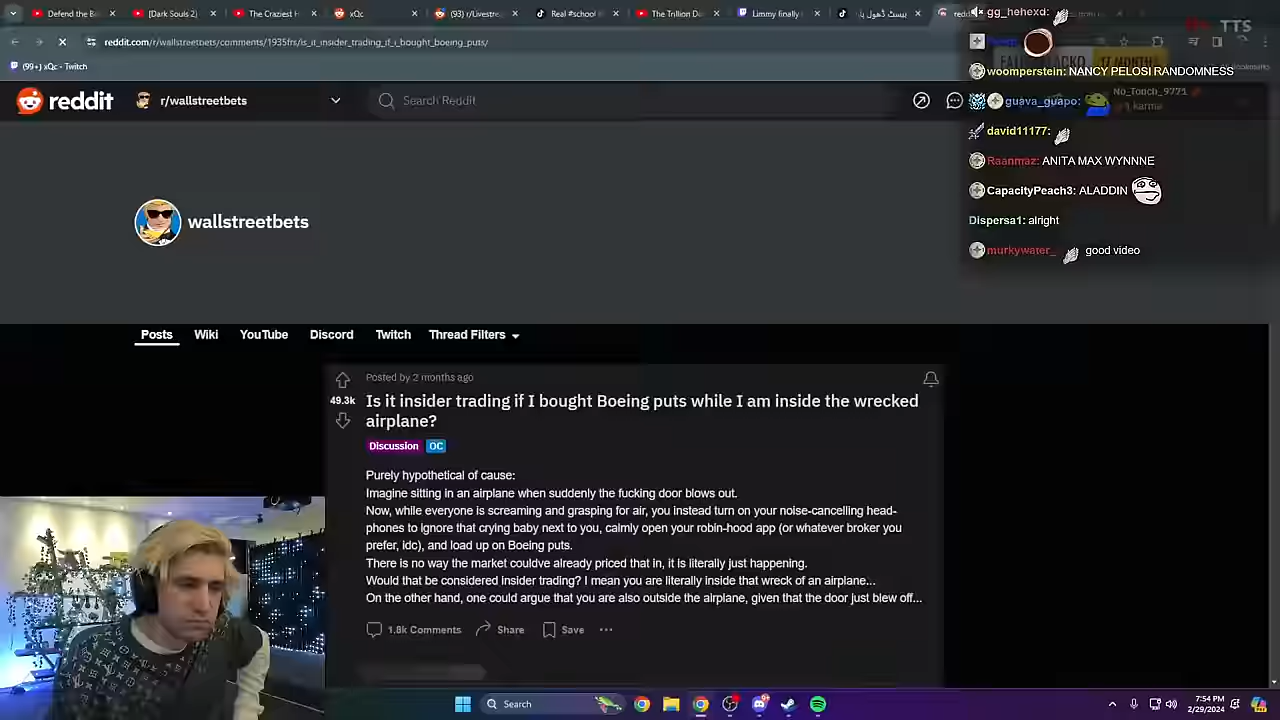 Defend the Ba
[Dark Souls 2]
The Craziest H
xQc
(93) r/Livestre
Real #school
The Trillion Da
Limmy finally
بیسٹ ڈھول با
gg_hehexd:
TTS
reddit.com/r/wallstreetbets/comments/1935frs/is_it_insider_trading_if_i_bought_boeing_puts/
(99+) xQc - Twitch
woomperstein: NANCY PELOSI RANDOMNESS
reddit
r/wallstreetbets
Search Reddit
guava_guapo:
No_Touch_9771
1 karma
david11177:
Raanmaz: ANITA MAX WYNNNE
CapacityPeach3: ALADDIN
Dispersa1: alright
murkywater_ good video
wallstreetbets
Posts Wiki YouTube Discord Twitch Thread Filters
Posted by 2 months ago
49.3k
Is it insider trading if I bought Boeing puts while I am inside the wrecked
airplane?
Discussion OC
Purely hypothetical of cause:
Imagine sitting in an airplane when suddenly the fucking door blows out.
Now, while everyone is screaming and grasping for air, you instead turn on your noise-cancelling head-
phones to ignore that crying baby next to you, calmly open your robin-hood app (or whatever broker you
prefer, idc), and load up on Boeing puts.
There is no way the market couldve already priced that in, it is literally just happening.
Would that be considered insider trading? I mean you are literally inside that wreck of an airplane...
On the other hand, one could argue that you are also outside the airplane, given that the door just blew off...
1.8k Comments Share Save
Search
7:54 PM
2/29/2024